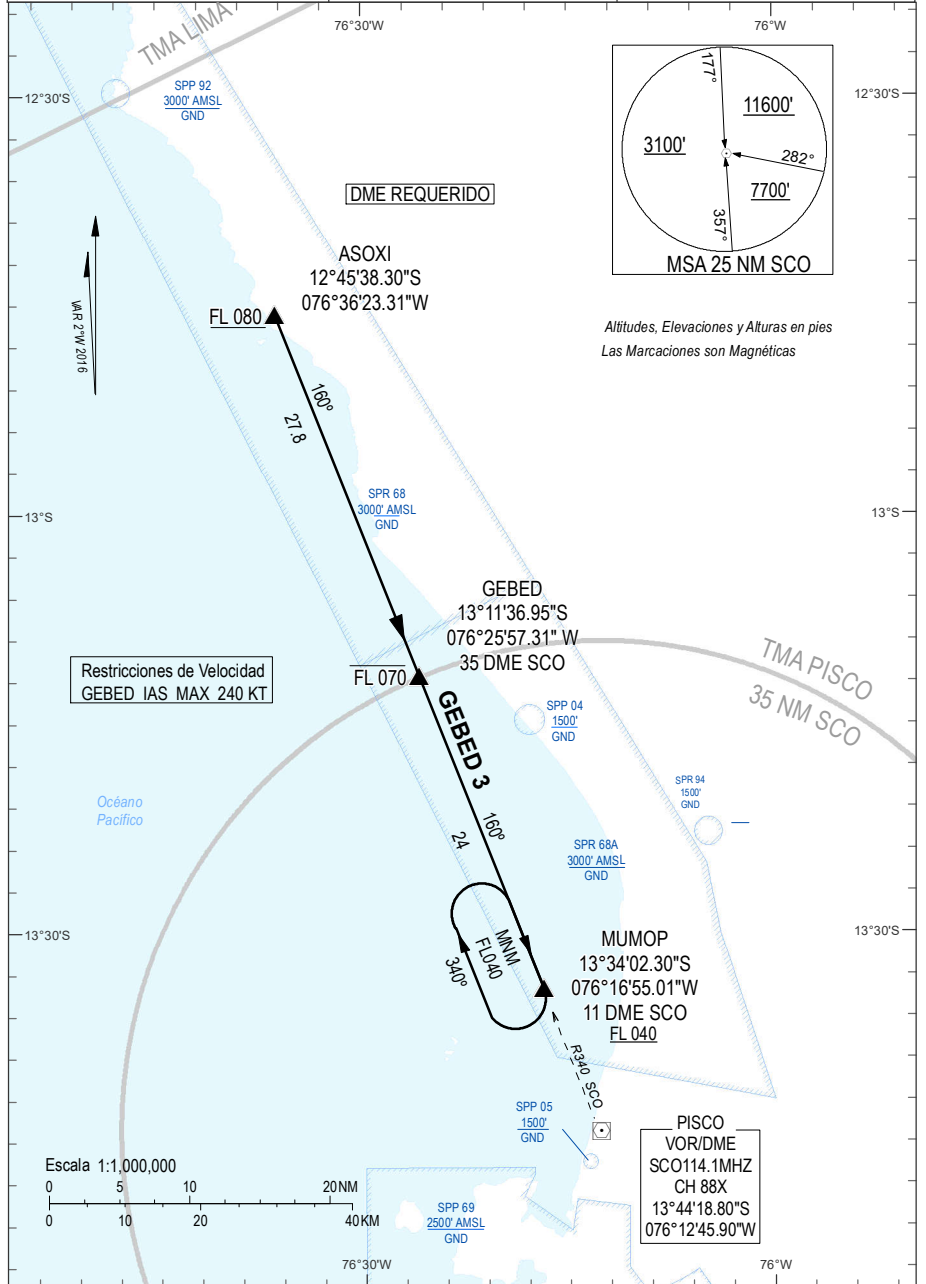 76°30'W
76°W
TMA LIMA
12°30'S
12°30'S
SPP 92
3000' AMSL
GND
177°
11600'
3100'
282°
7700'
357°
MSA 25 NM SCO
DME REQUERIDO
ASOXI
12°45'38.30"S
076°36'23.31"W
FL 080
VAR 2°W 2016
Altitudes, Elevaciones y Alturas en pies
Las Marcaciones son Magnéticas
160º
27.8
SPR 68
3000' AMSL
GND
13°S
13°S
GEBED
13°11'36.95"S
076°25'57.31" W
35 DME SCO
FL 070
Restricciones de Velocidad
GEBED IAS MAX 240 KT
TMA PISCO
35 NM SCO
GEBED 3
SPP 04
1500'
GND
SPR 94
1500'
GND
Océano
Pacifico
160º
24
SPR 68A
3000' AMSL
GND
13°30'S
13°30'S
MNM
FL040
340º
MUMOP
13°34'02.30"S
076°16'55.01"W
11 DME SCO
FL 040
R340 SCO
SPP 05
1500'
GND
PISCO
VOR/DME
SCO114.1MHZ
CH 88X
13°44'18.80"S
076°12'45.90"W
Escala 1:1,000,000
0 5 10 20NM
0 10 20 40KM
SPP 69
2500' AMSL
GND
76°30'W
76°W